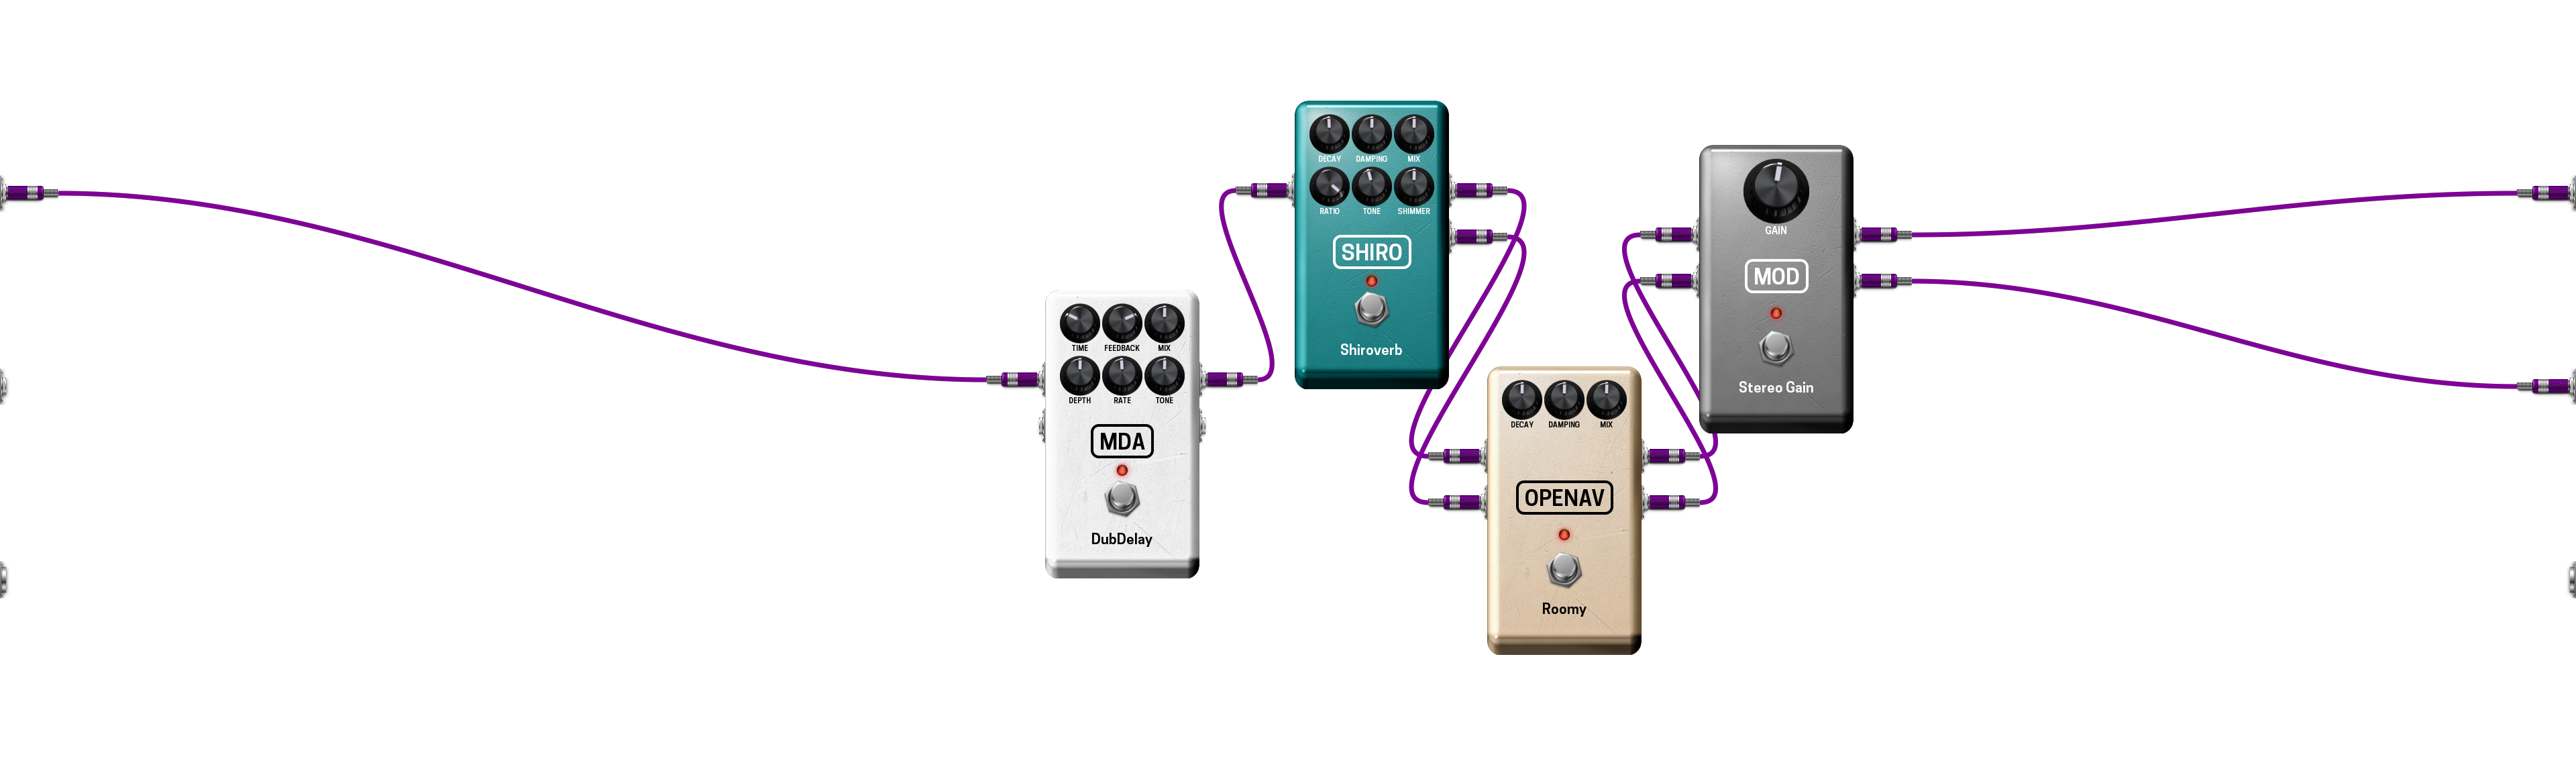 TIME FEEDBACK MIX
DEPTH RATE TONE
MDA
DubDelay
DECAY DAMPING MIX
RATIO TONE SHIMMER
SHIRO
Shiroverb
DECAY DAMPING MIX
OPENAV
Roomy
GAIN
MOD
Stereo Gain